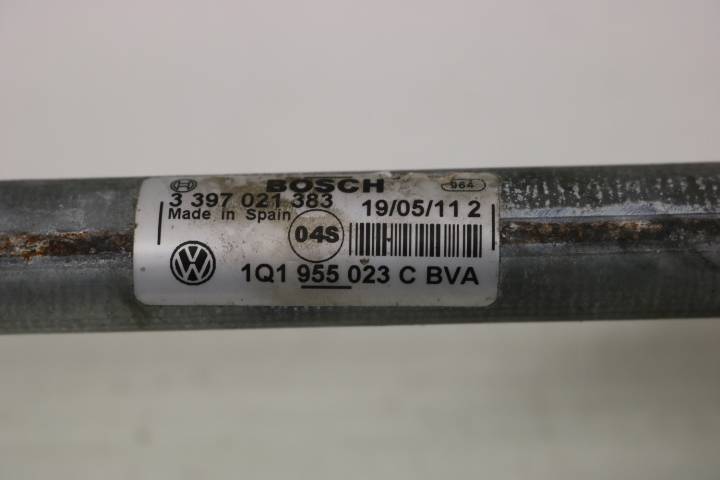 BOSCH 964
3 397 021 383
Made in Spain
19/05/11 2
04S
VW
1Q1 955 023 C BVA